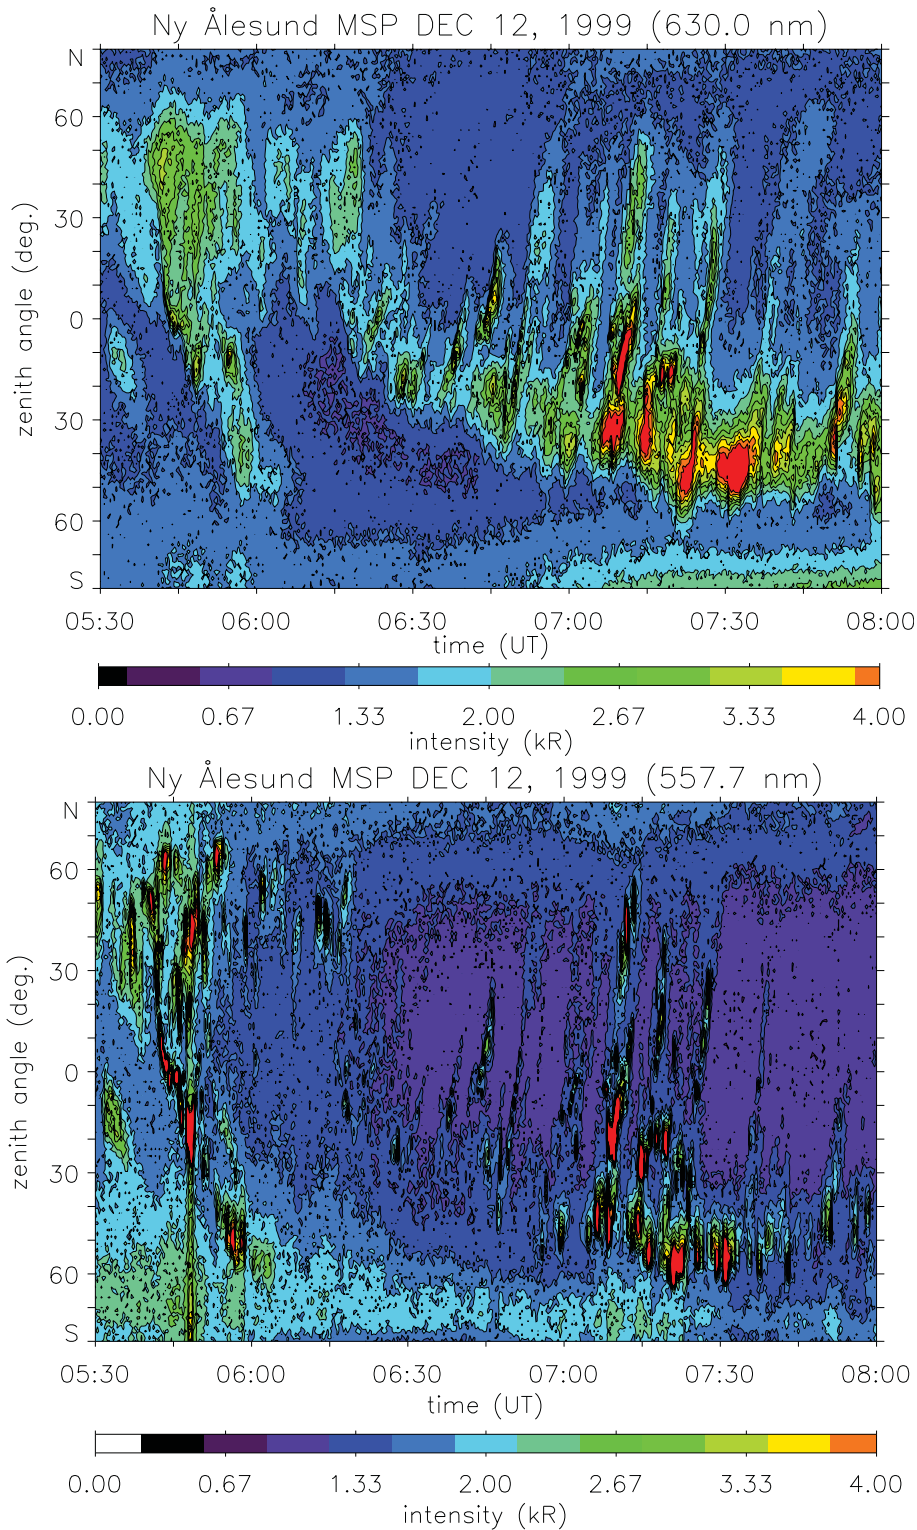 Ny Ålesund MSP DEC 12, 1999 (630.0 nm)
N
60
30
0
30
60
S
zenith angle (deg.)
05:30 06:00 06:30 07:00 07:30 08:00
time (UT)
0.00 0.67 1.33 2.00 2.67 3.33 4.00
intensity (kR)
Ny Ålesund MSP DEC 12, 1999 (557.7 nm)
N
60
30
0
30
60
S
zenith angle (deg.)
05:30 06:00 06:30 07:00 07:30 08:00
time (UT)
0.00 0.67 1.33 2.00 2.67 3.33 4.00
intensity (kR)